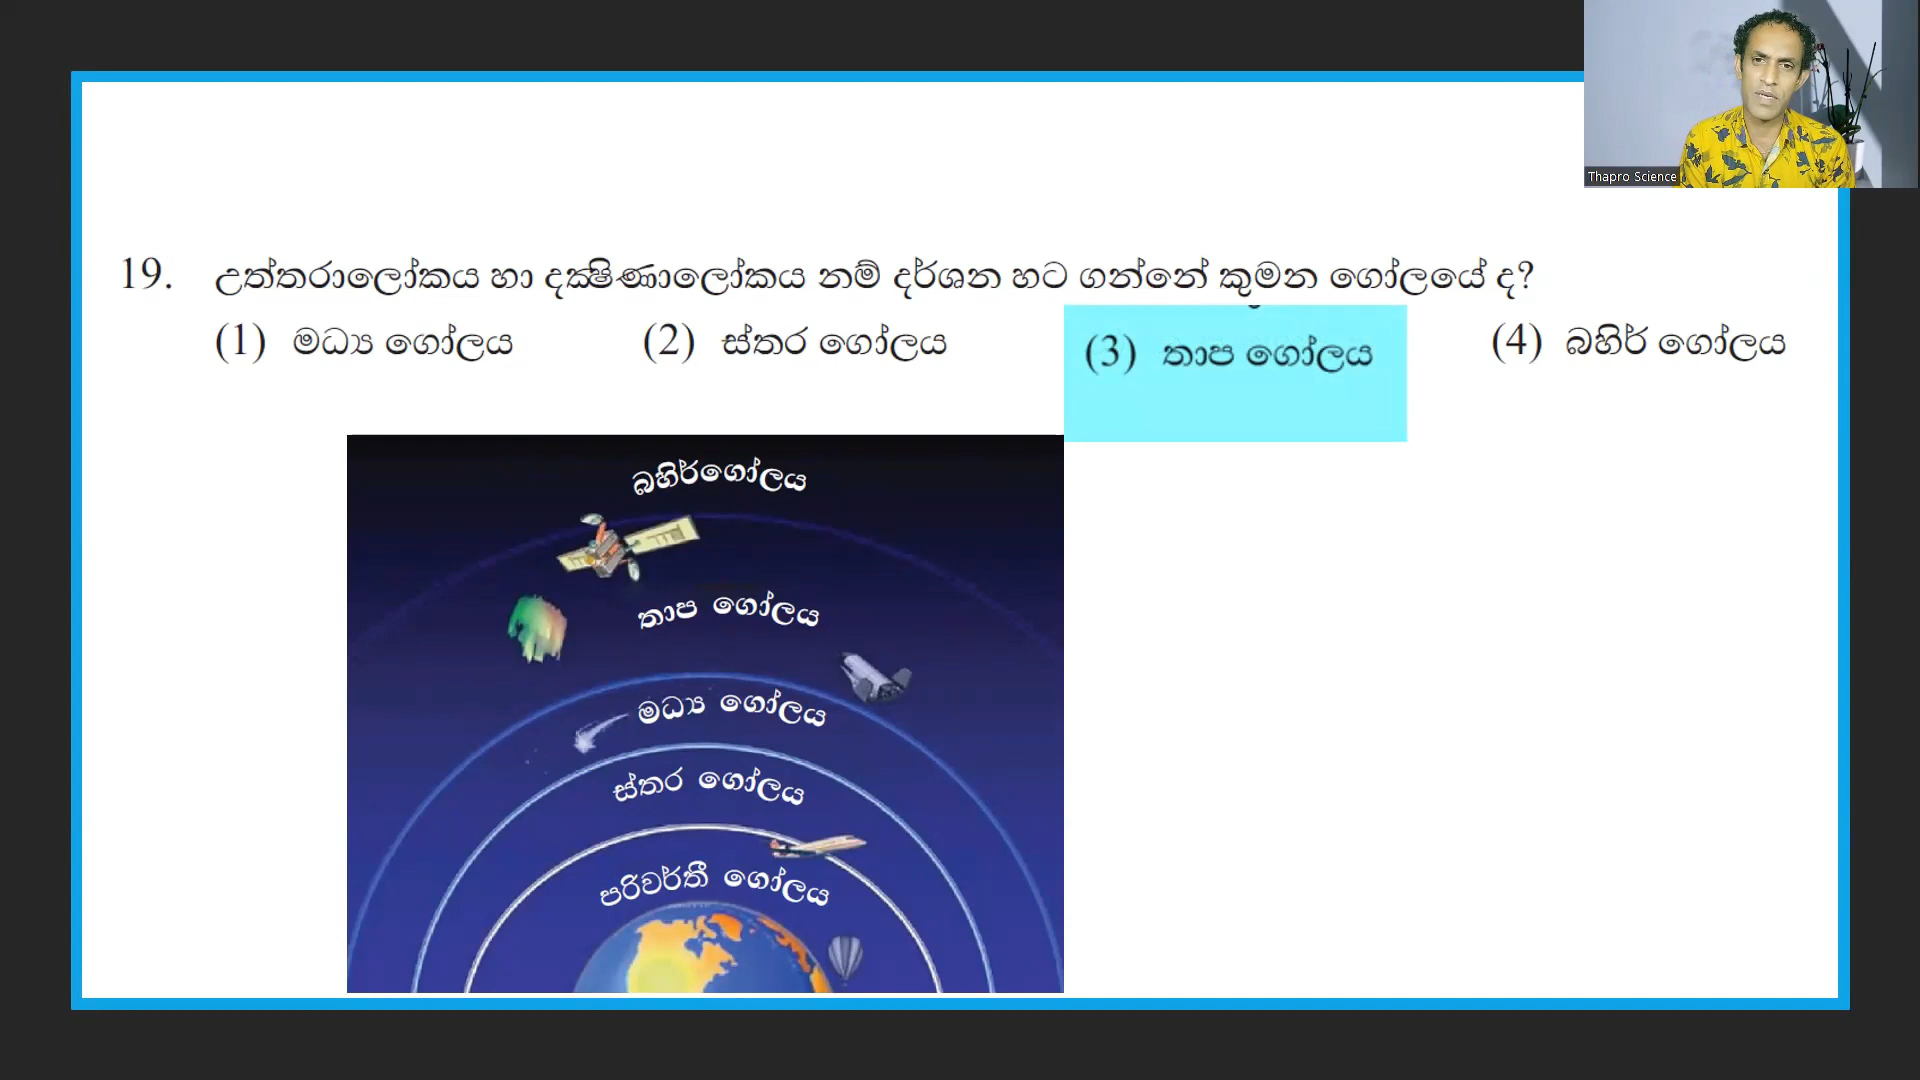 Thapro Science
19. උත්තරාලෝකය හා දක්‍ෂිණාලෝකය නම් දර්ශන හට ගන්නේ කුමන ගෝලයේ ද?
(1) මධ්‍ය ගෝලය (2) ස්තර ගෝලය (3) තාප ගෝලය (4) බහිර් ගෝලය
බහිර්ගෝලය
තාප ගෝලය
මධ්‍ය ගෝලය
ස්තර ගෝලය
පරිවර්තී ගෝලය